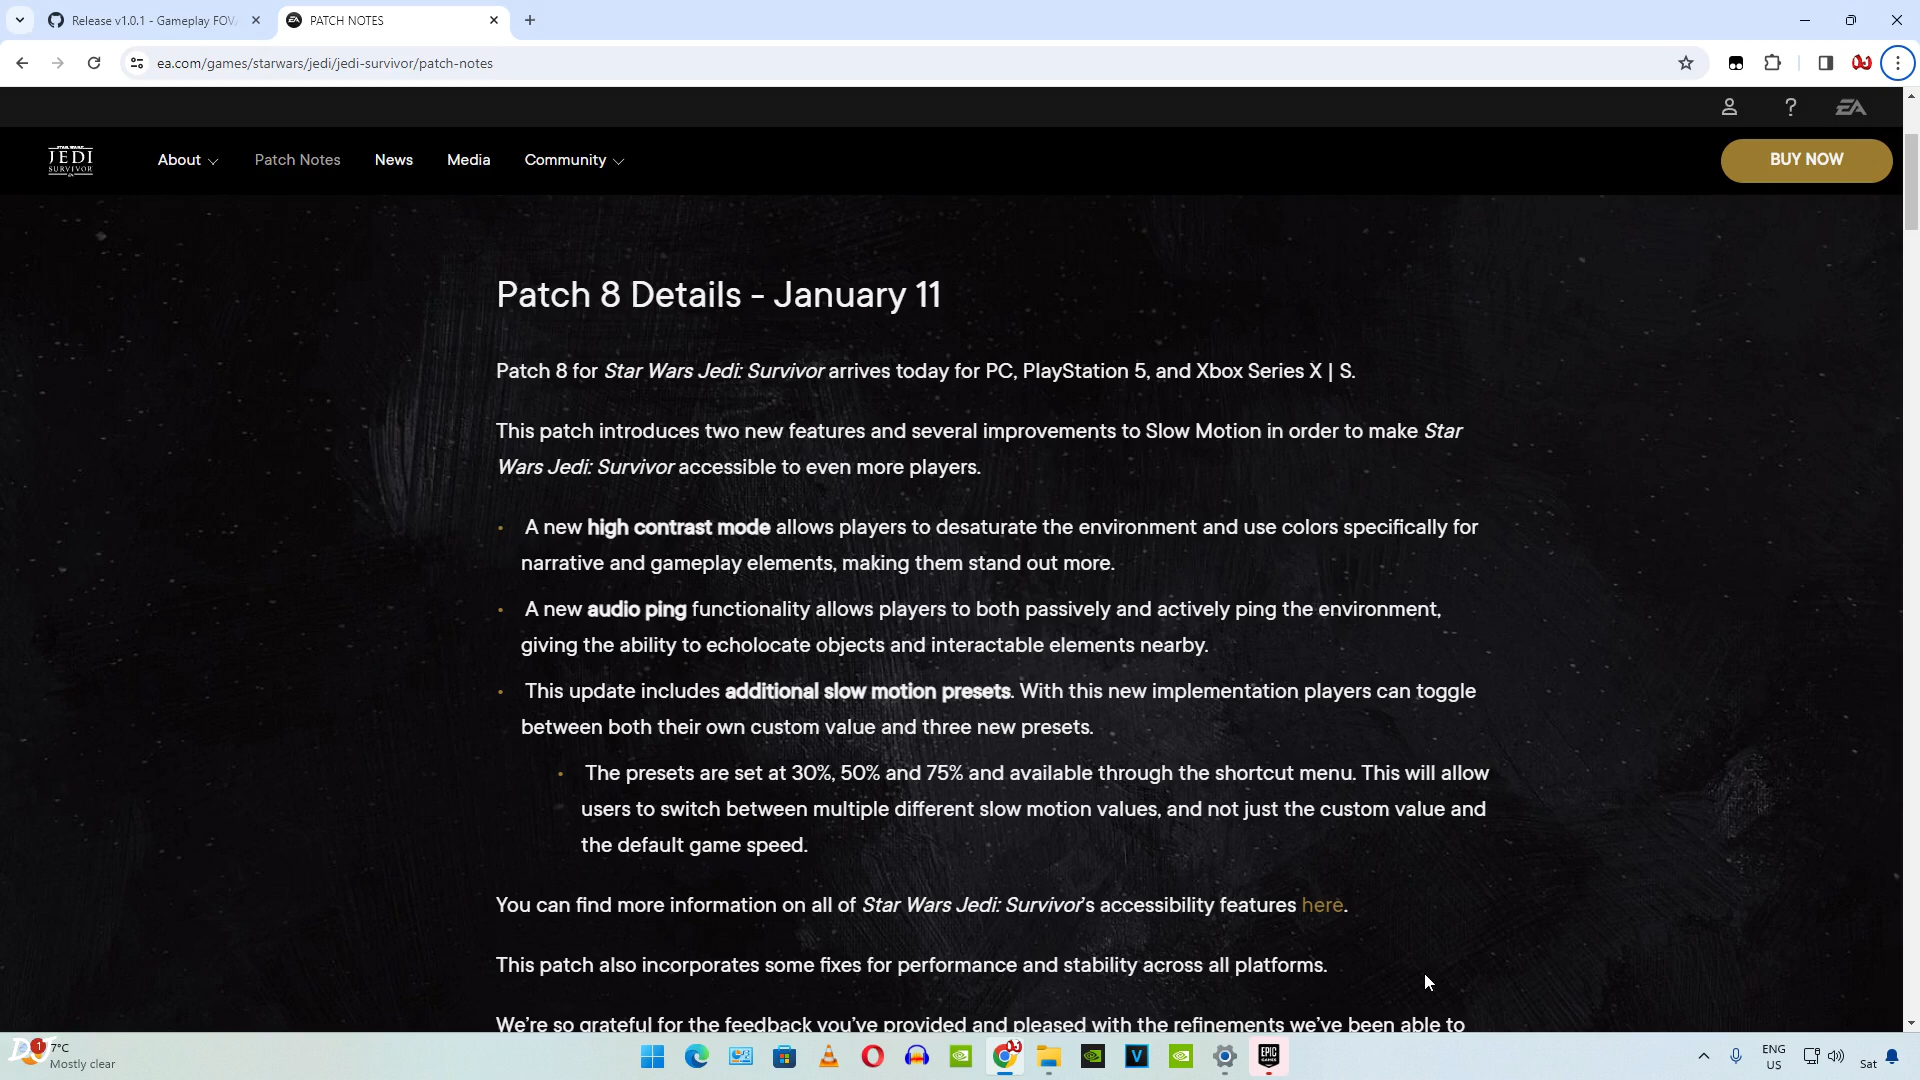 Release v1.0.1 - Gameplay FOV
PATCH NOTES
ea.com/games/starwars/jedi/jedi-survivor/patch-notes
EA
STAR WARS
JEDI
SURVIVOR
About
Patch Notes
News
Media
Community
BUY NOW
Patch 8 Details - January 11
Patch 8 for Star Wars Jedi: Survivor arrives today for PC, PlayStation 5, and Xbox Series X | S.
This patch introduces two new features and several improvements to Slow Motion in order to make Star
Wars Jedi: Survivor accessible to even more players.
• A new high contrast mode allows players to desaturate the environment and use colors specifically for
narrative and gameplay elements, making them stand out more.
• A new audio ping functionality allows players to both passively and actively ping the environment,
giving the ability to echolocate objects and interactable elements nearby.
• This update includes additional slow motion presets. With this new implementation players can toggle
between both their own custom value and three new presets.
• The presets are set at 30%, 50% and 75% and available through the shortcut menu. This will allow
users to switch between multiple different slow motion values, and not just the custom value and
the default game speed.
You can find more information on all of Star Wars Jedi: Survivor's accessibility features here.
This patch also incorporates some fixes for performance and stability across all platforms.
We're so grateful for the feedback you've provided and pleased with the refinements we've been able to
DJ
1
7°C
Mostly clear
V
EPIC
GAMES
ENG
US
Sat